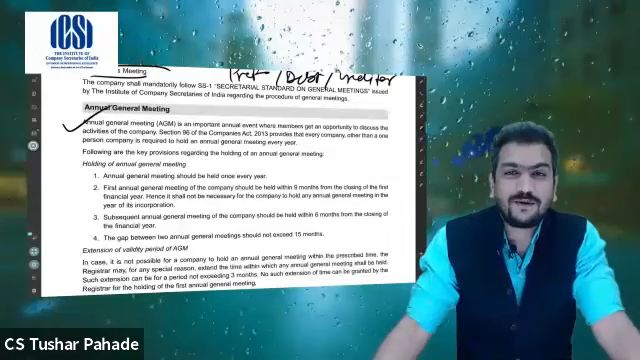 ICSI
THE INSTITUTE OF
Company Secretaries of India
s Meeting
The company shall mandatorily follow SS-1 "SECRETARIAL STANDARD ON GENERAL MEETINGS" issued
by The Institute of Company Secretaries of India regarding the procedure of general meetings.
Annual General Meeting
Annual general meeting (AGM) is an important annual event where members get an opportunity to discuss the
activities of the company. Section 96 of the Companies Act, 2013 provides that every company, other than a one
person company is required to hold an annual general meeting every year.
Following are the key provisions regarding the holding of an annual general meeting:
Holding of annual general meeting
1. Annual general meeting should be held once every year.
2. First annual general meeting of the company should be held within 9 months from the closing of the first
financial year. Hence it shall not be necessary for the company to hold any annual general meeting in the
year of its incorporation.
3. Subsequent annual general meeting of the company should be held within 6 months from the closing of
the financial year.
4. The gap between two annual general meetings should not exceed 15 months.
Extension of validity period of AGM
In case, it is not possible for a company to hold an annual general meeting within the prescribed time, the
Registrar may, for any special reason, extend the time within which any annual general meeting shall be held.
Such extension can be for a period not exceeding 3 months. No such extension of time can be granted by the
Registrar for the holding of the first annual general meeting.
CS Tushar Pahade